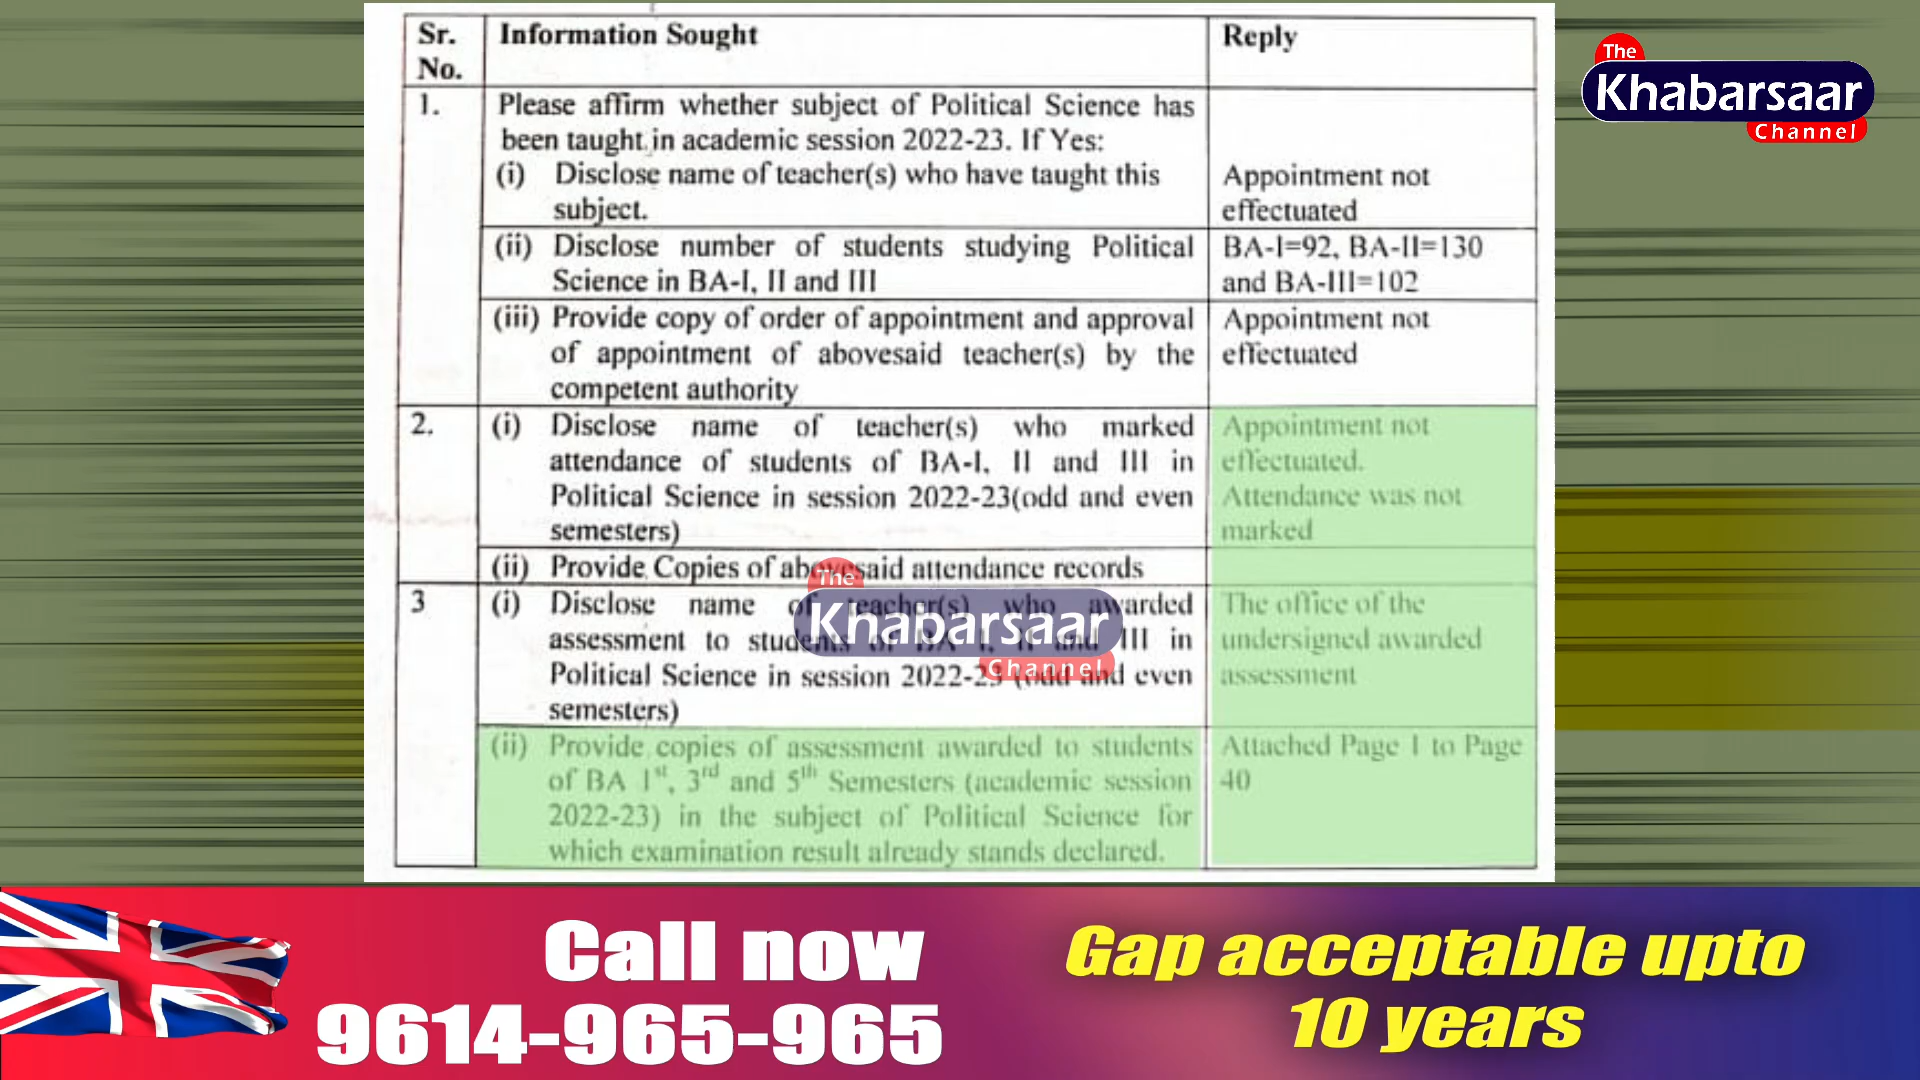 Sr. No.
Information Sought
Reply
1.
Please affirm whether subject of Political Science has
been taught in academic session 2022-23. If Yes:
(i) Disclose name of teacher(s) who have taught this
subject.
Appointment not
effectuated
(ii) Disclose number of students studying Political
Science in BA-I, II and III
BA-I=92, BA-II=130
and BA-III=102
(iii) Provide copy of order of appointment and approval
of appointment of abovesaid teacher(s) by the
competent authority
Appointment not
effectuated
2.
(i) Disclose name of teacher(s) who marked
attendance of students of BA-I, II and III in
Political Science in session 2022-23(odd and even
semesters)
Appointment not
effectuated.
Attendance was not
marked
(ii) Provide Copies of abovesaid attendance records
3
(i) Disclose name of teacher(s) who awarded
assessment to students of BA-I, II and III in
Political Science in session 2022-23 (odd and even
semesters)
The office of the
undersigned awarded
assessment
(ii) Provide copies of assessment awarded to students
of BA 1st, 3rd and 5th Semesters (academic session
2022-23) in the subject of Political Science for
which examination result already stands declared.
Attached Page 1 to Page
40
The
Khabarsaar
Channel
The
Khabarsaar
Channel
Call now
9614-965-965
Gap acceptable upto
10 years